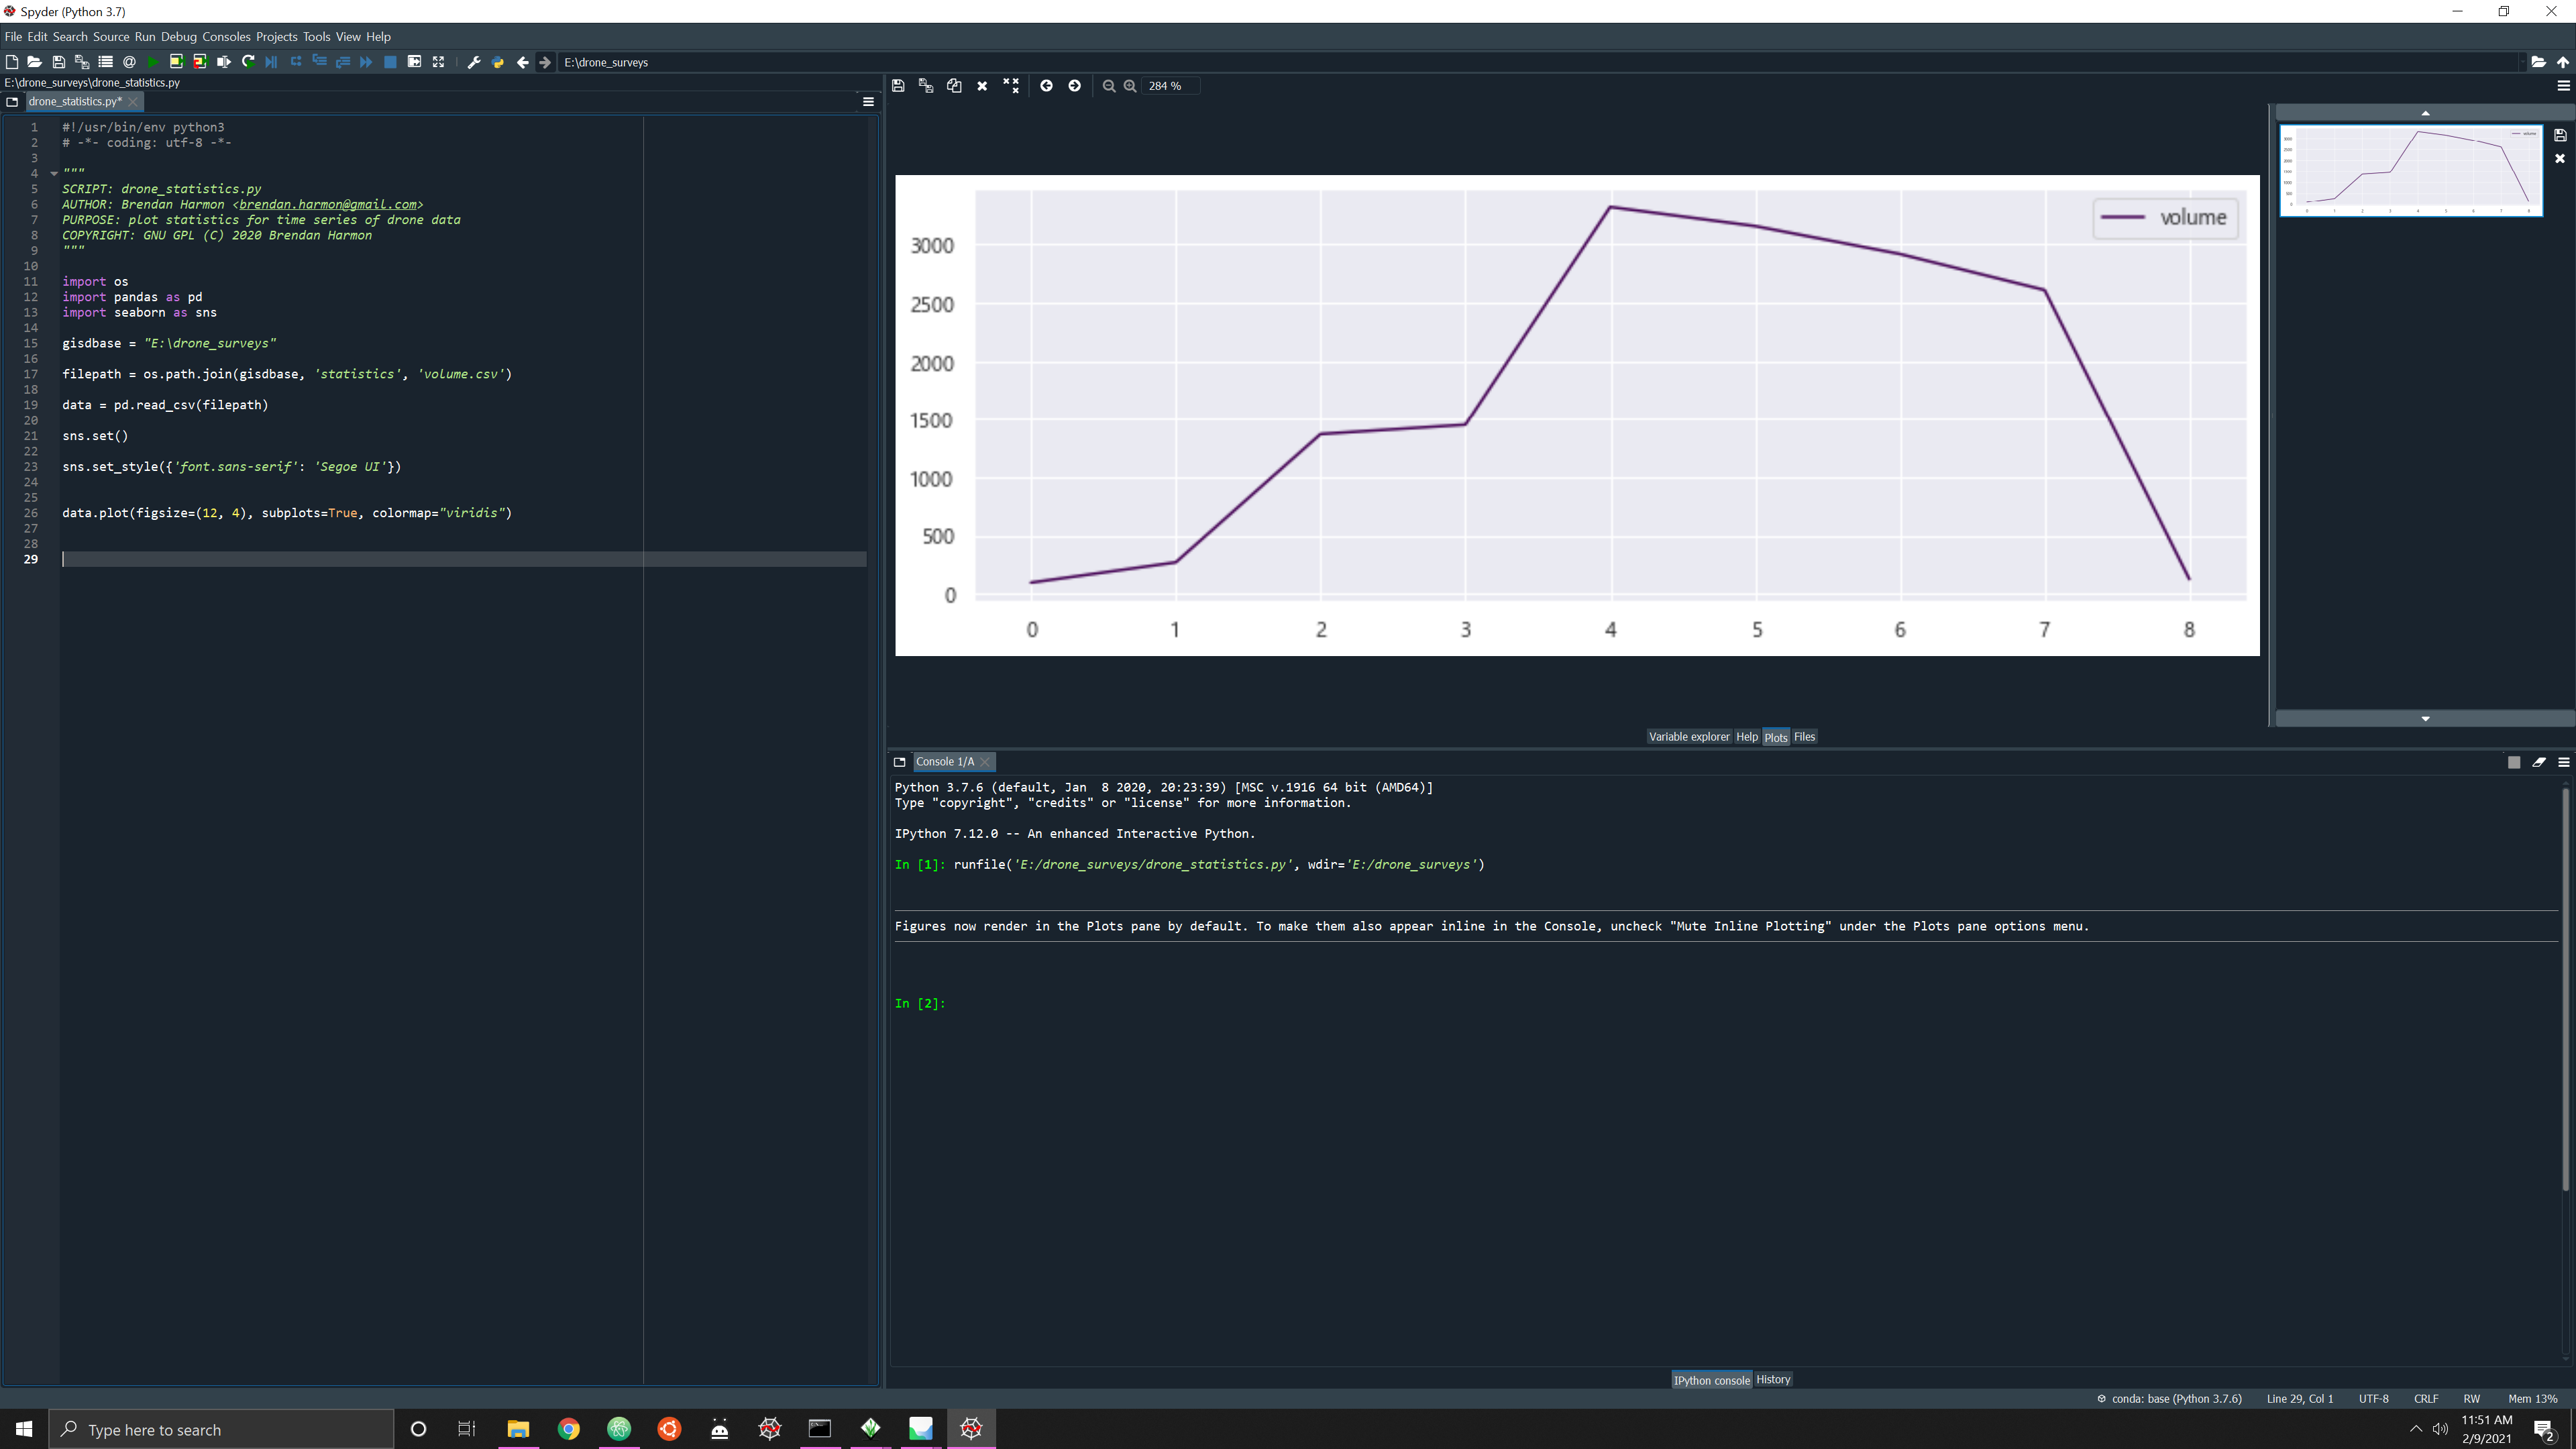 Spyder (Python 3.7)
File Edit Search Source Run Debug Consoles Projects Tools View Help
E:\drone_surveys
E:\drone_surveys\drone_statistics.py
drone_statistics.py*
1 #!/usr/bin/env python3
2 # -*- coding: utf-8 -*-
3
4 """
5 SCRIPT: drone_statistics.py
6 AUTHOR: Brendan Harmon <brendan.harmon@gmail.com>
7 PURPOSE: plot statistics for time series of drone data
8 COPYRIGHT: GNU GPL (C) 2020 Brendan Harmon
9 """
10
11 import os
12 import pandas as pd
13 import seaborn as sns
14
15 gisdbase = "E:\drone_surveys"
16
17 filepath = os.path.join(gisdbase, 'statistics', 'volume.csv')
18
19 data = pd.read_csv(filepath)
20
21 sns.set()
22
23 sns.set_style({'font.sans-serif': 'Segoe UI'})
24
25
26 data.plot(figsize=(12, 4), subplots=True, colormap="viridis")
27
28
29
284 %
volume
3000
2500
2000
1500
1000
500
0
0 1 2 3 4 5 6 7 8
Variable explorer Help Plots Files
Console 1/A
Python 3.7.6 (default, Jan  8 2020, 20:23:39) [MSC v.1916 64 bit (AMD64)]
Type "copyright", "credits" or "license" for more information.
IPython 7.12.0 -- An enhanced Interactive Python.
In [1]: runfile('E:/drone_surveys/drone_statistics.py', wdir='E:/drone_surveys')
Figures now render in the Plots pane by default. To make them also appear inline in the Console, uncheck "Mute Inline Plotting" under the Plots pane options menu.
In [2]:
IPython console History
conda: base (Python 3.7.6) Line 29, Col 1 UTF-8 CRLF RW Mem 13%
Type here to search
11:51 AM
2/9/2021
2